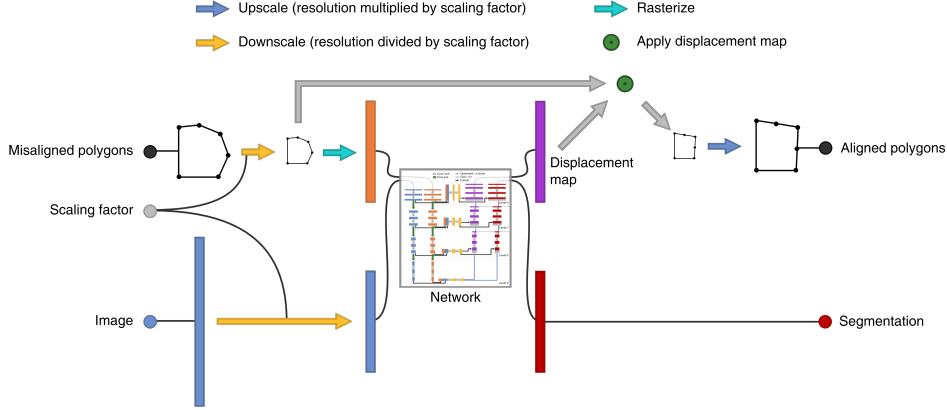 Upscale (resolution multiplied by scaling factor)
Rasterize
Downscale (resolution divided by scaling factor)
Apply displacement map
Misaligned polygons
Aligned polygons
Displacement
map
Scaling factor
Network
Image
Segmentation